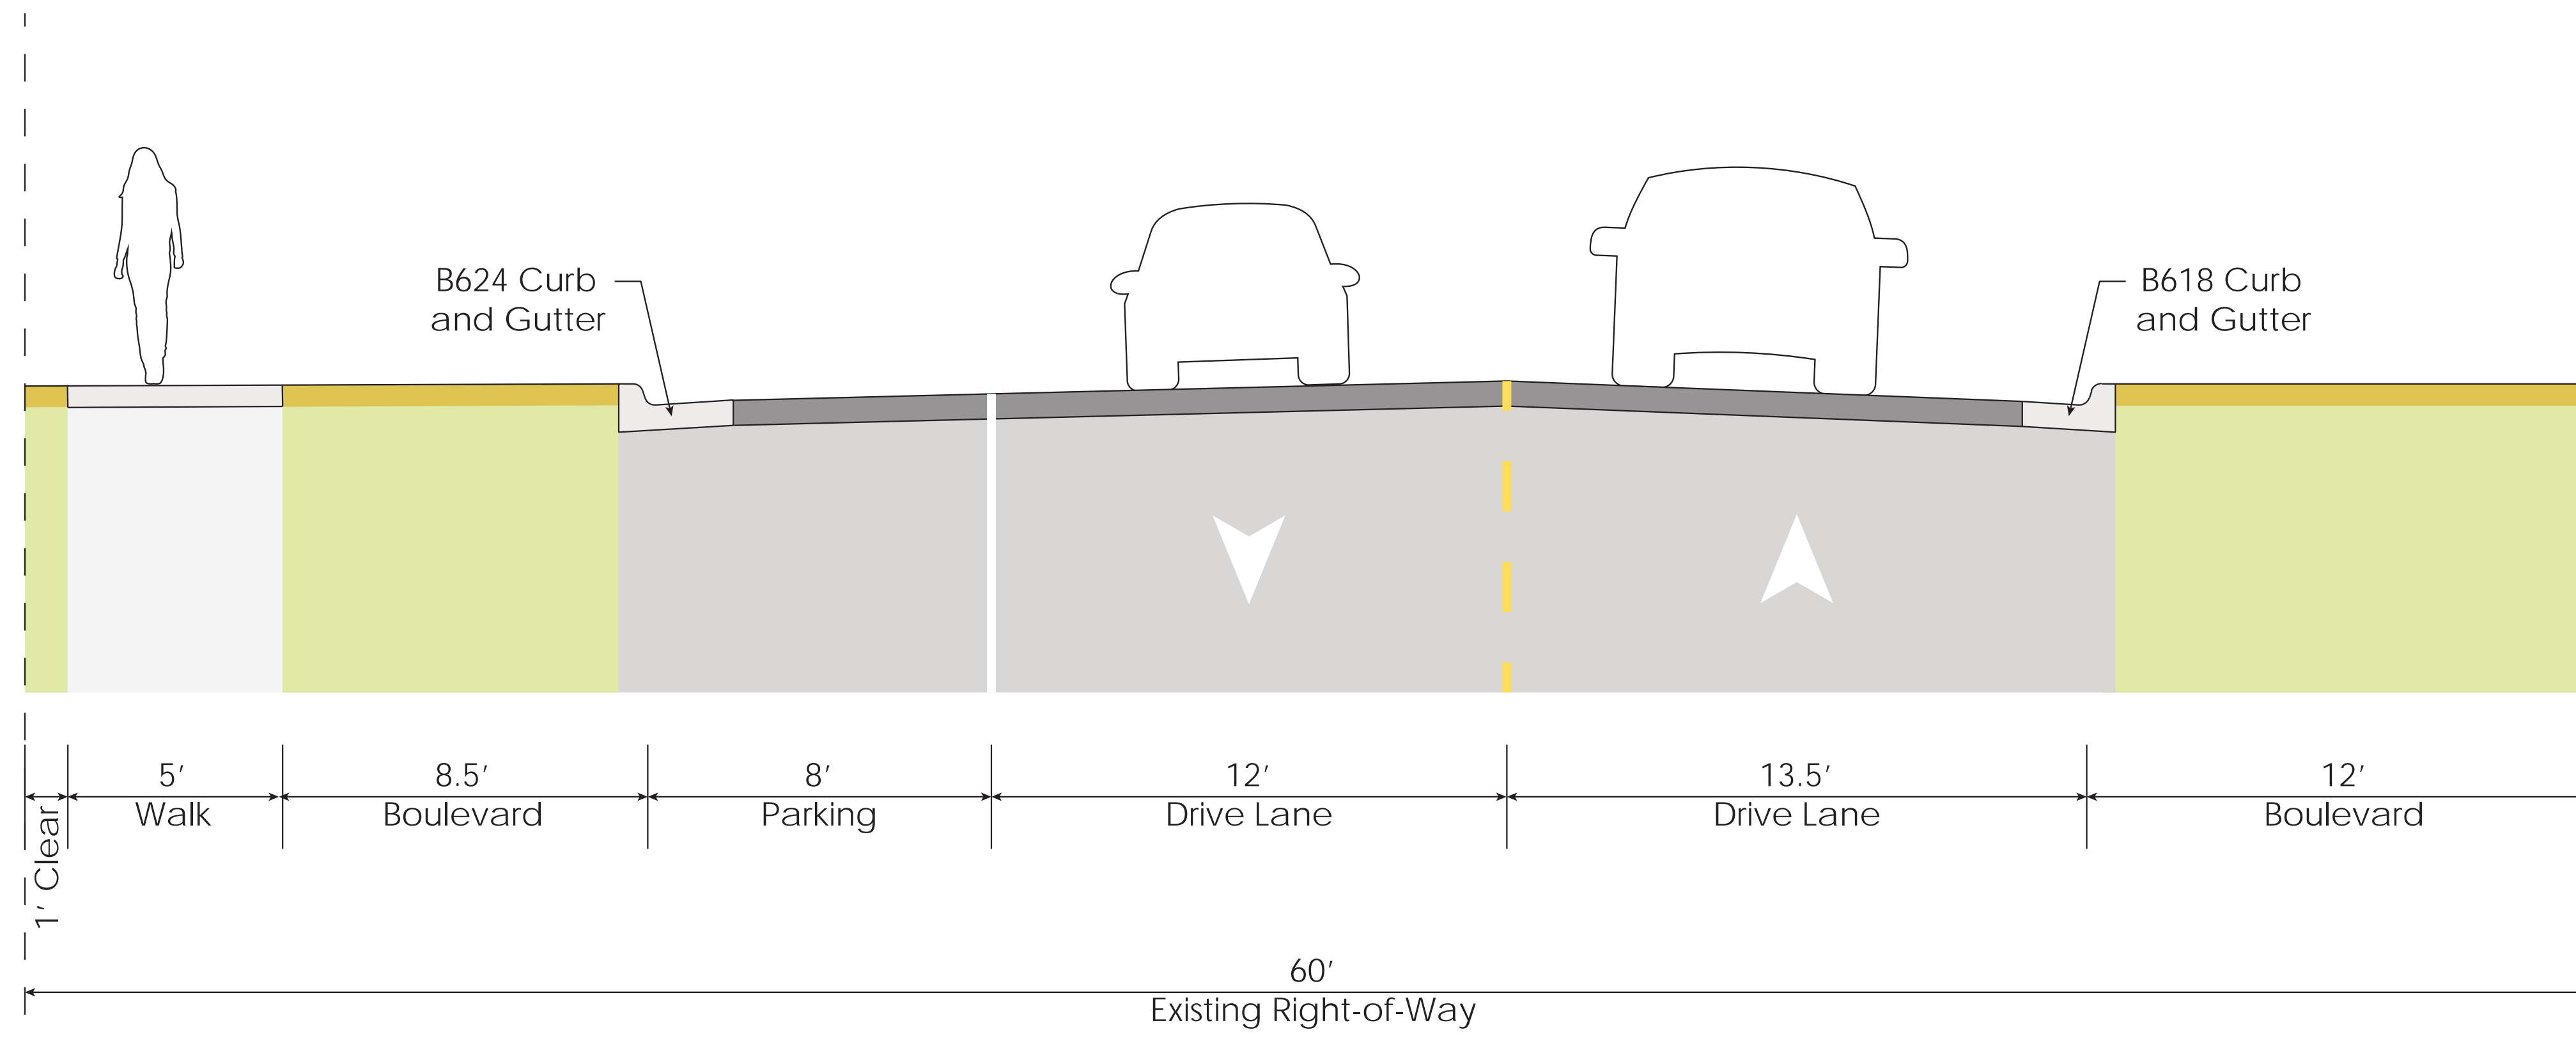 B624 Curb
and Gutter
B618 Curb
and Gutter
1' Clear
5'
Walk
8.5'
Boulevard
8'
Parking
12'
Drive Lane
13.5'
Drive Lane
12'
Boulevard
60'
Existing Right-of-Way